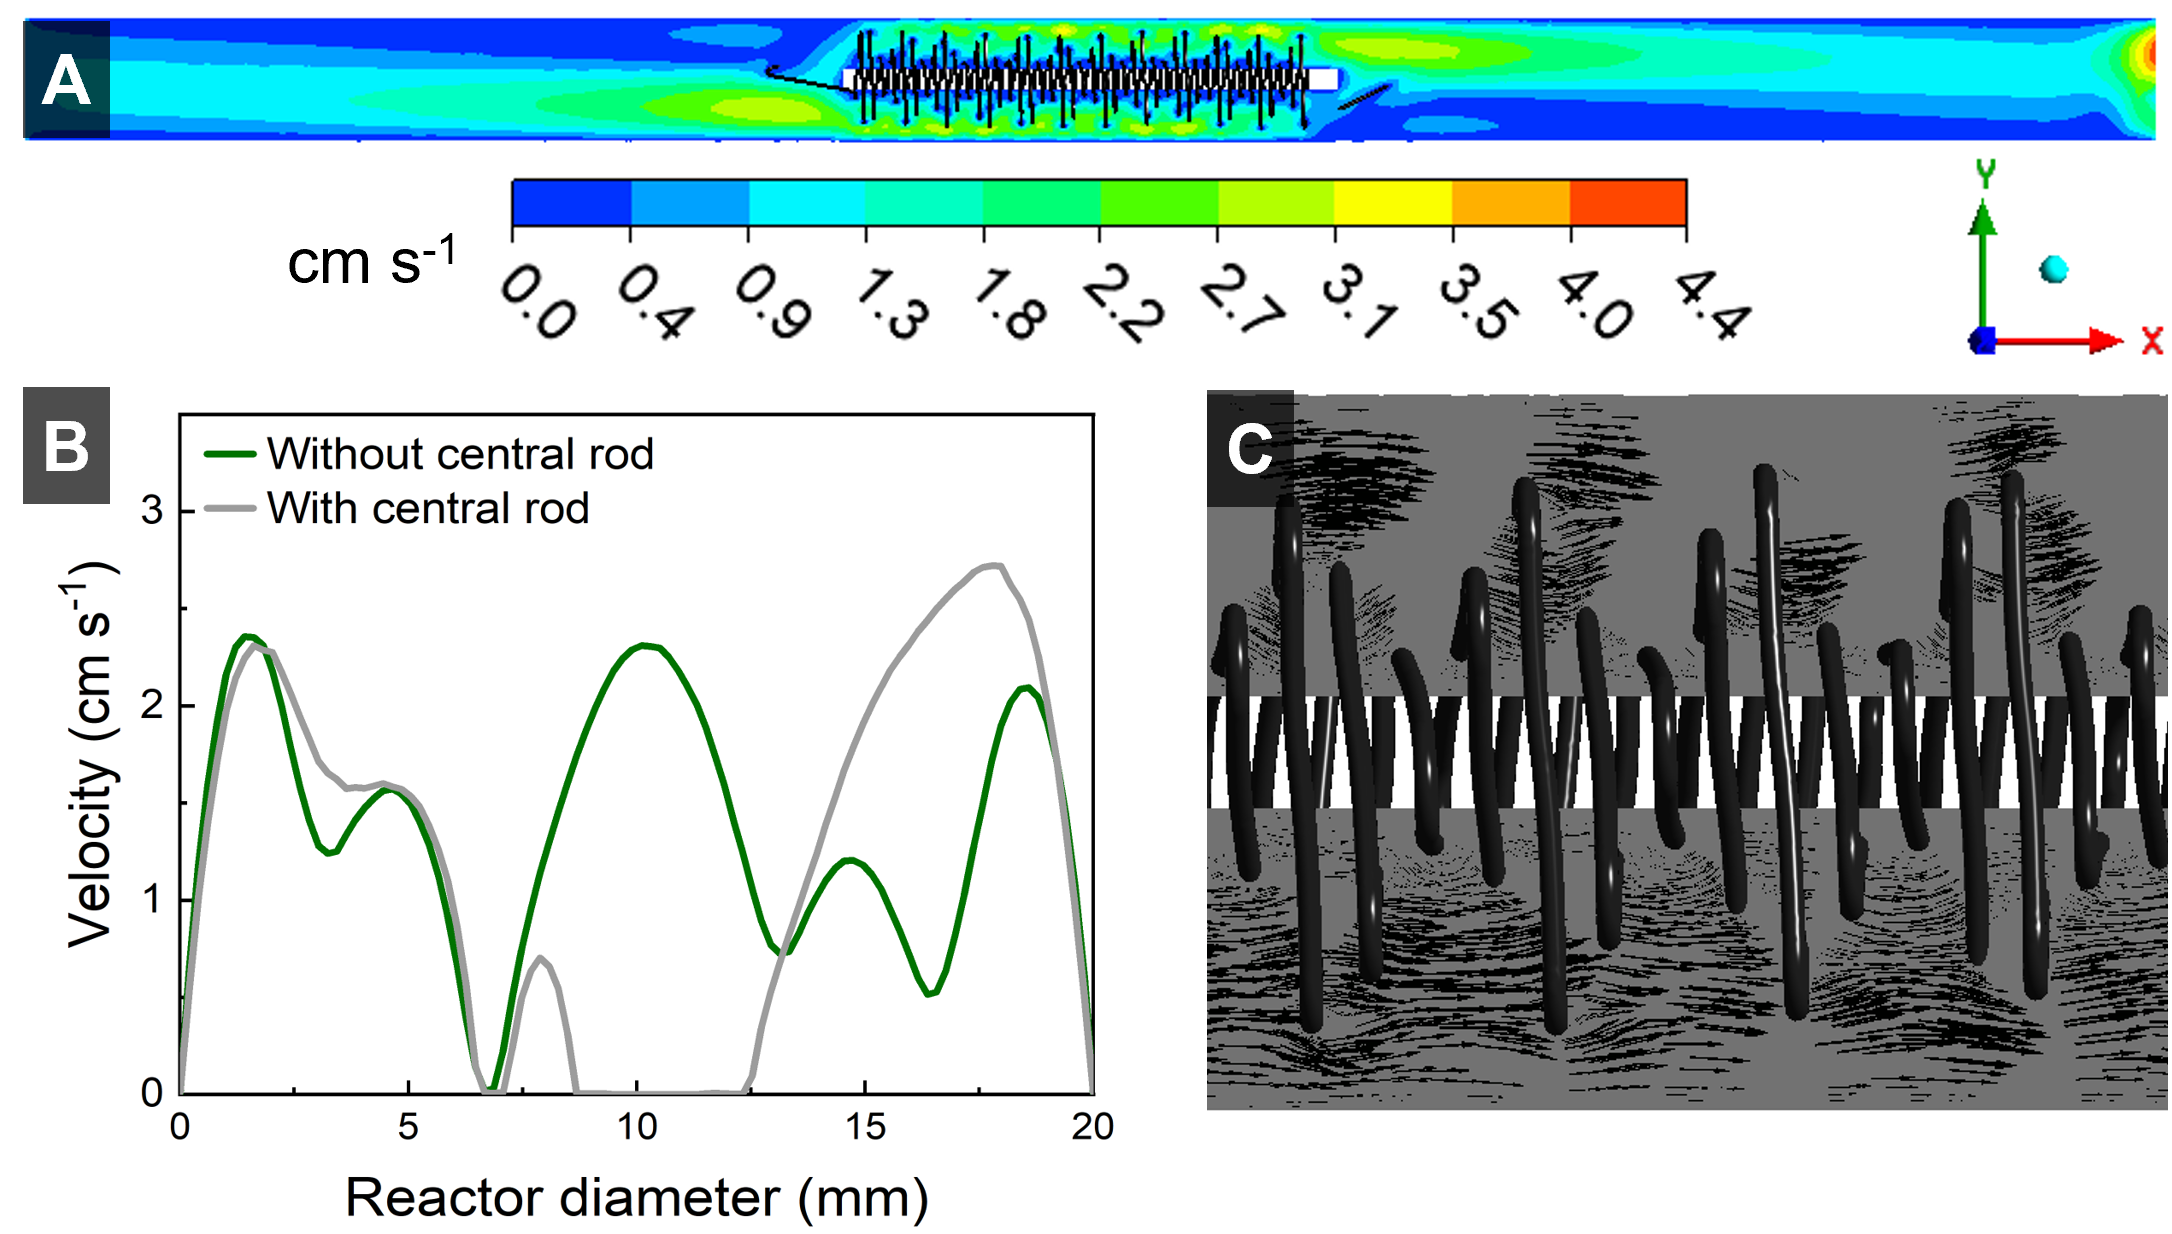 A
cm s-1
0.0 0.4 0.9 1.3 1.8 2.2 2.7 3.1 3.5 4.0 4.4
Y
X
B
Without central rod
With central rod
Velocity (cm s-1)
3
2
1
0
0 5 10 15 20
Reactor diameter (mm)
C